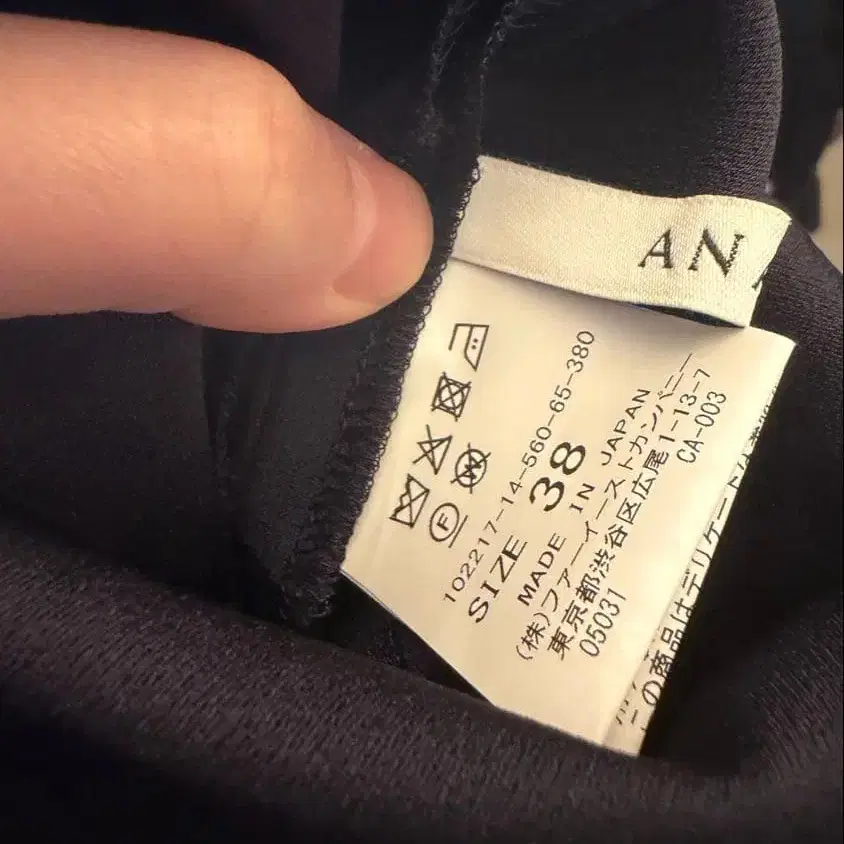 AN
102217-14-560-65-380
SIZE 38
MADE IN JAPAN
(株)ファーイーストカンパニー
東京都渋谷区広尾1-13-7
05031 CA-003
この商品はデリケートな